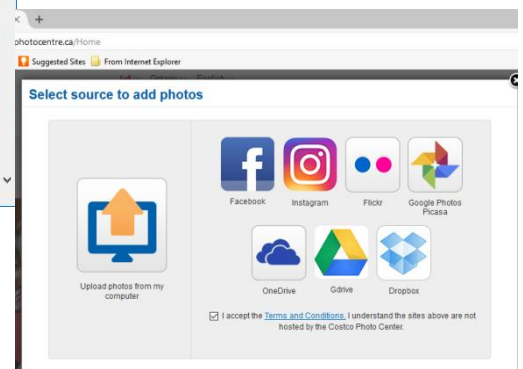 photocentre.ca/Home
Suggested Sites From Internet Explorer
Select source to add photos
Upload photos from my
computer
Facebook Instagram Flickr Google Photos
Picasa
OneDrive Gdrive Dropbox
I accept the Terms and Conditions. I understand the sites above are not
hosted by the Costco Photo Center.